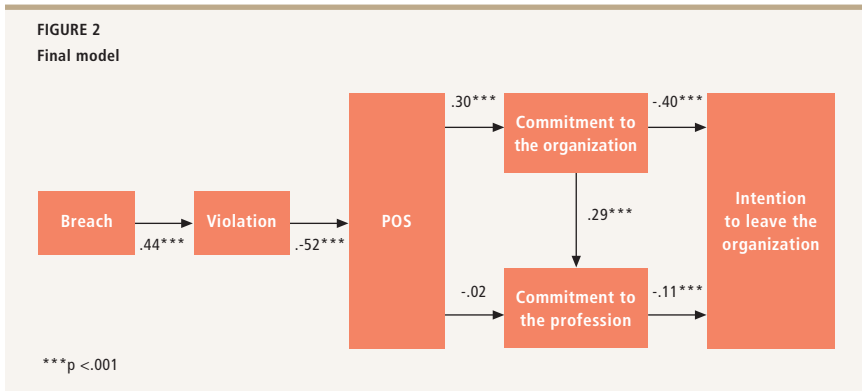 FIGURE 2
Final model
.30***
Commitment to
the organization
-.40***
Breach
.44***
Violation
.-52***
POS
.29***
Intention
to leave the
organization
-.02
Commitment to
the profession
-.11***
***p <.001